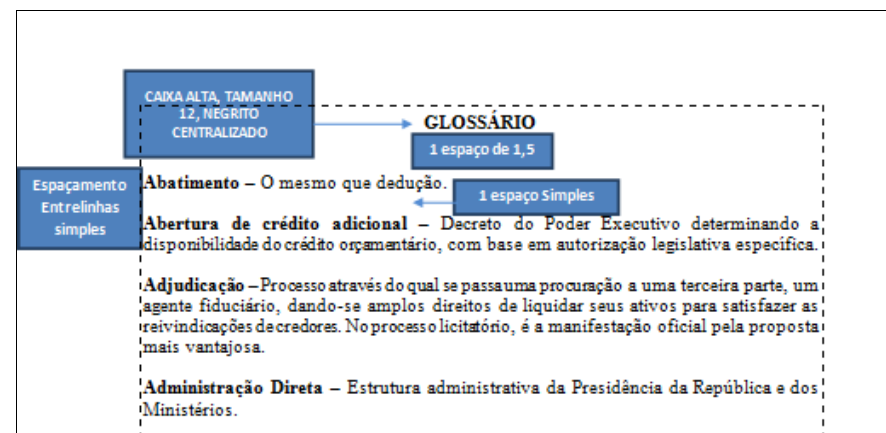 CAIXA ALTA, TAMANHO
12, NEGRITO
CENTRALIZADO
GLOSSÁRIO
1 espaço de 1,5
Espaçamento
Entrelinhas
simples
Abatimento – O mesmo que dedução.
1 espaço Simples
Abertura de crédito adicional – Decreto do Poder Executivo determinando a
disponibilidade do crédito orçamentário, com base em autorização legislativa específica.
Adjudicação – Processo através do qual se passa uma procuração a uma terceira parte, um
agente fiduciário, dando-se amplos direitos de liquidar seus ativos para satisfazer as
reivindicações de credores. No processo licitatório, é a manifestação oficial pela proposta
mais vantajosa.
Administração Direta – Estrutura administrativa da Presidência da República e dos
Ministérios.